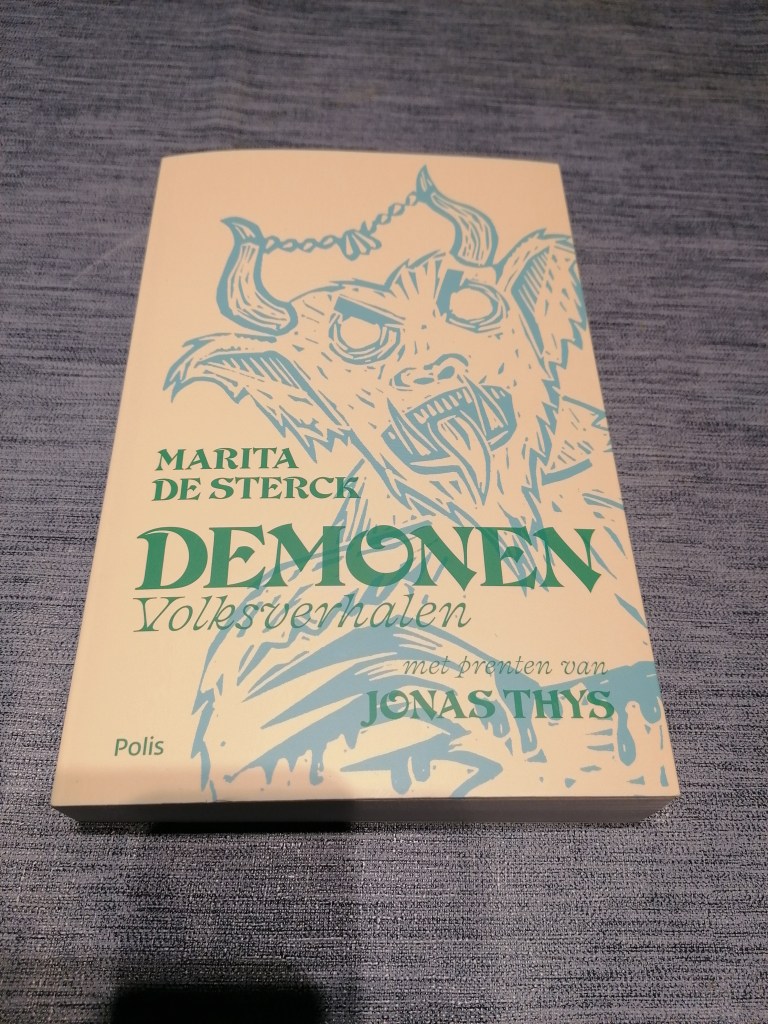 MARITA
DE STERCK
DEMONEN
Volksverhalen
met prenten van
JONAS THYS
Polis